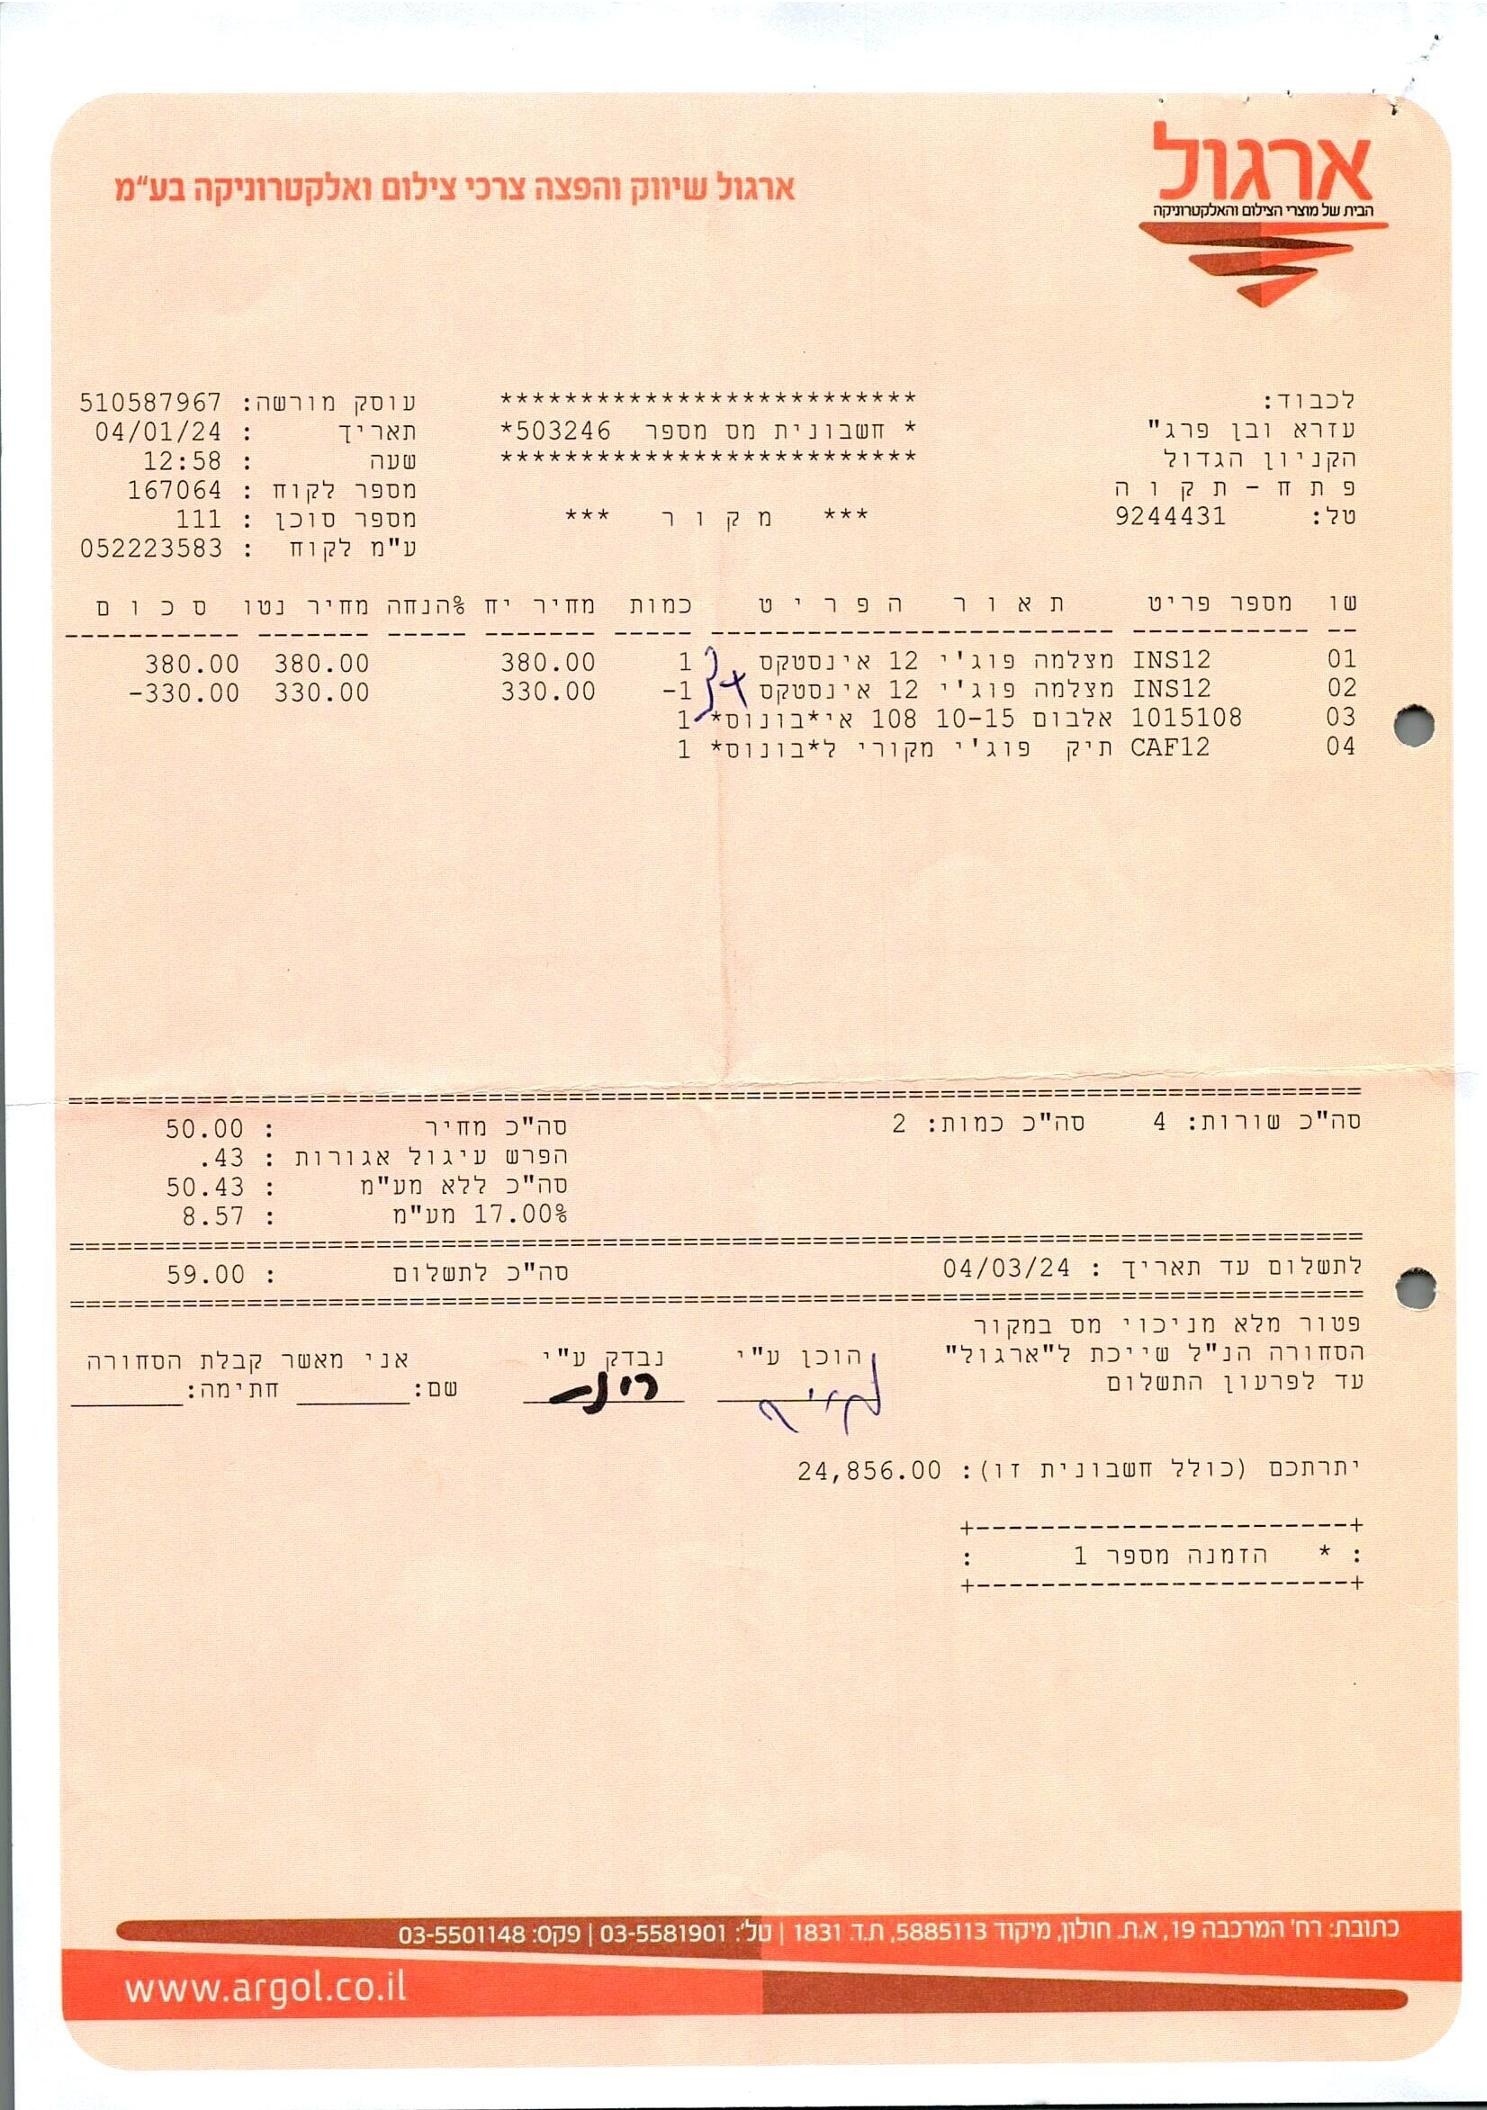 ארגול
הבית של מוצרי הצילום והאלקטרוניקה
ארגול שיווק והפצה צרכי צילום ואלקטרוניקה בע"מ
לכבוד:
עזרא ובן פרג"
הקניון הגדול
פ ת ח - ת ק ו ה
טל: 9244431
**************************
* חשבונית מס מספר 503246*
**************************
*** מ ק ו ר ***
עוסק מורשה: 510587967
תאריך : 04/01/24
שעה : 12:58
מספר לקוח : 167064
מספר סוכן : 111
ע"מ לקוח : 052223583
שו מספר פריט ת א ו ר ה פ ר י ט כמות מחיר יח %הנחה מחיר נטו ס כ ו ם
01 INS12 מצלמה פוג'י 12 אינסטקס 1 380.00 380.00 380.00
02 INS12 מצלמה פוג'י 12 אינסטקס -1 330.00 330.00 -330.00
03 1015108 אלבום 10-15 108 אי*בונוס* 1
04 CAF12 תיק פוג'י מקורי ל*בונוס* 1
סה"כ שורות: 4 סה"כ כמות: 2
סה"כ מחיר : 50.00
הפרש עיגול אגורות : .43
סה"כ ללא מע"מ : 50.43
17.00% מע"מ : 8.57
לתשלום עד תאריך : 04/03/24 סה"כ לתשלום : 59.00
פטור מלא מניכוי מס במקור
הסחורה הנ"ל שייכת ל"ארגול"
עד לפרעון התשלום
הוכן ע"י
נבדק ע"י
אני מאשר קבלת הסחורה
שם: ________ חתימה: ________
יתרתכם (כולל חשבונית זו): 24,856.00
+-----------------------+
: * הזמנה מספר 1 :
+-----------------------+
כתובת: רח' המרכבה 19, א.ת. חולון, מיקוד 5885113, ת.ד. 1831 | טל': 03-5581901 | פקס: 03-5501148
www.argol.co.il